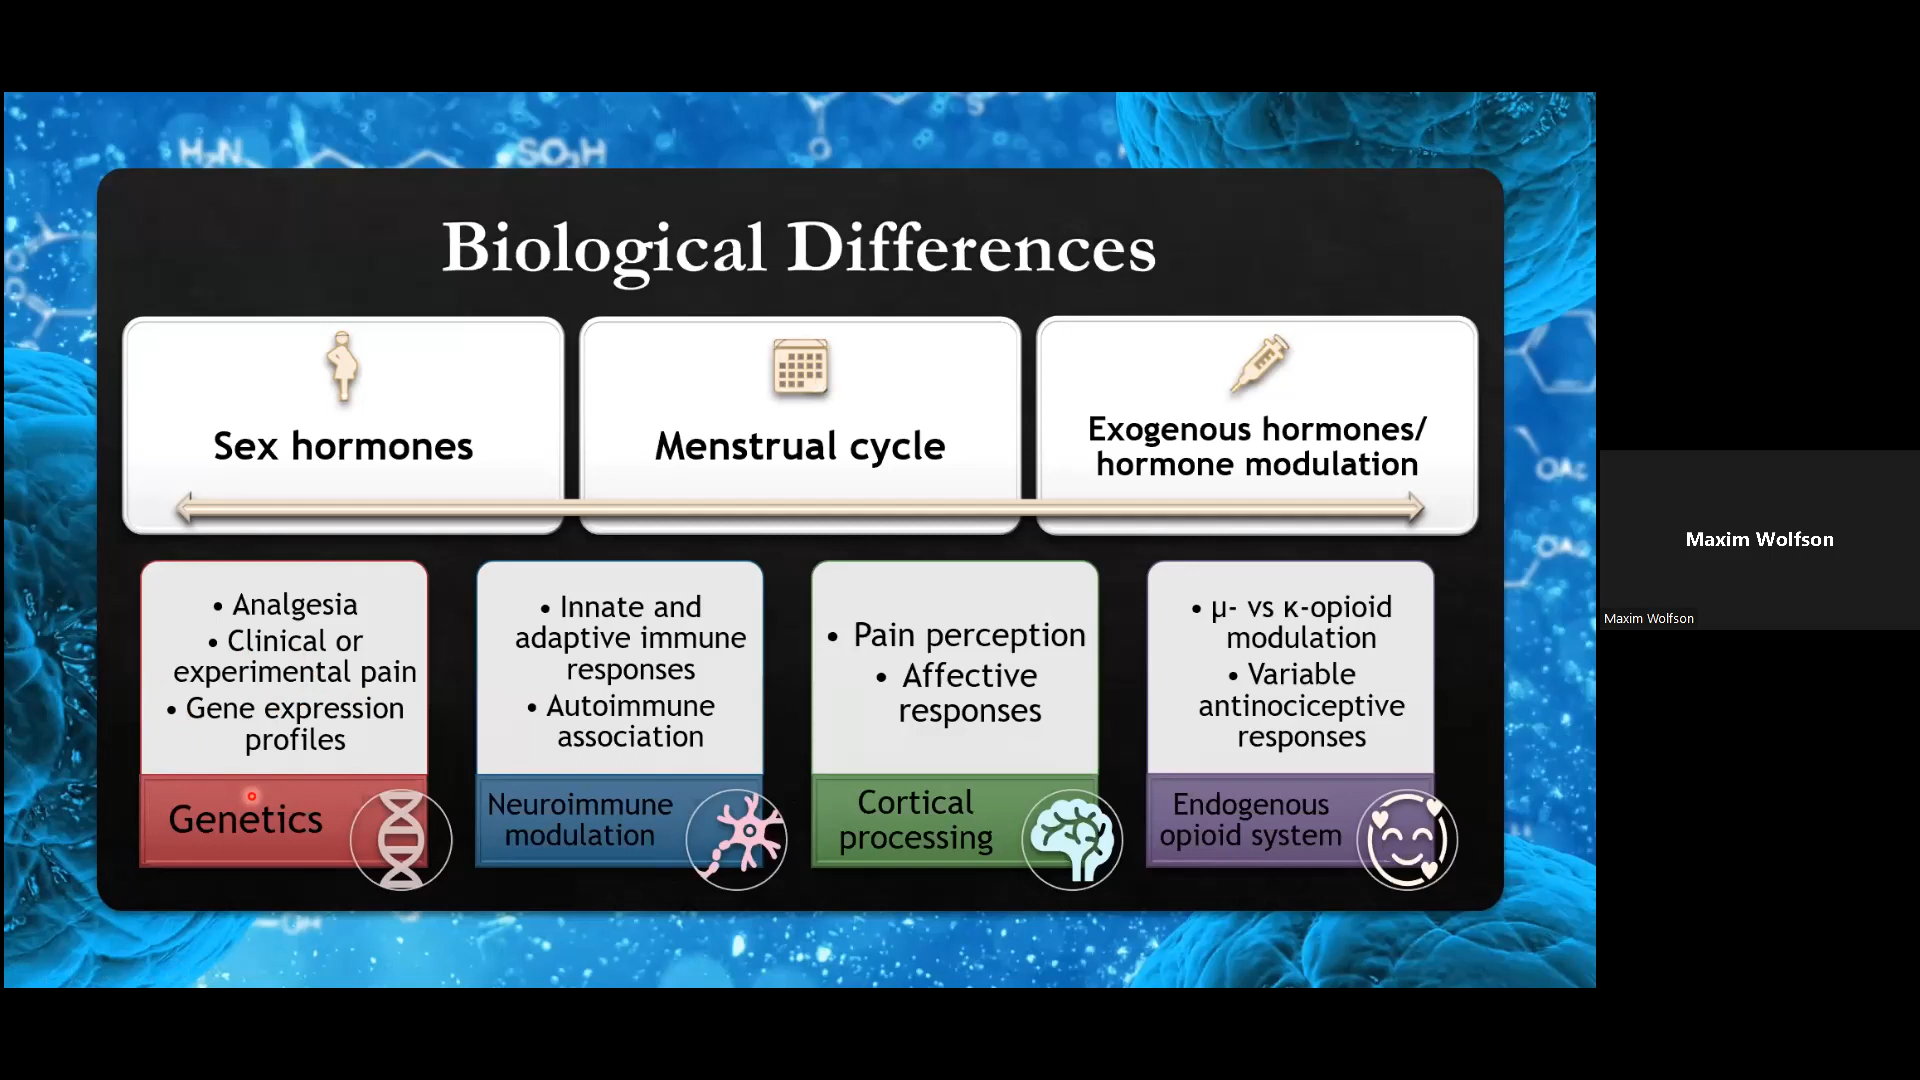 H₂N
SO₃H
S
Biological Differences
Sex hormones
Menstrual cycle
Exogenous hormones/
hormone modulation
• Analgesia
• Clinical or
experimental pain
• Gene expression
profiles
Genetics
• Innate and
adaptive immune
responses
• Autoimmune
association
Neuroimmune
modulation
• Pain perception
• Affective
responses
Cortical
processing
• μ- vs κ-opioid
modulation
• Variable
antinociceptive
responses
Endogenous
opioid system
OAc
OAc
Maxim Wolfson
Maxim Wolfson